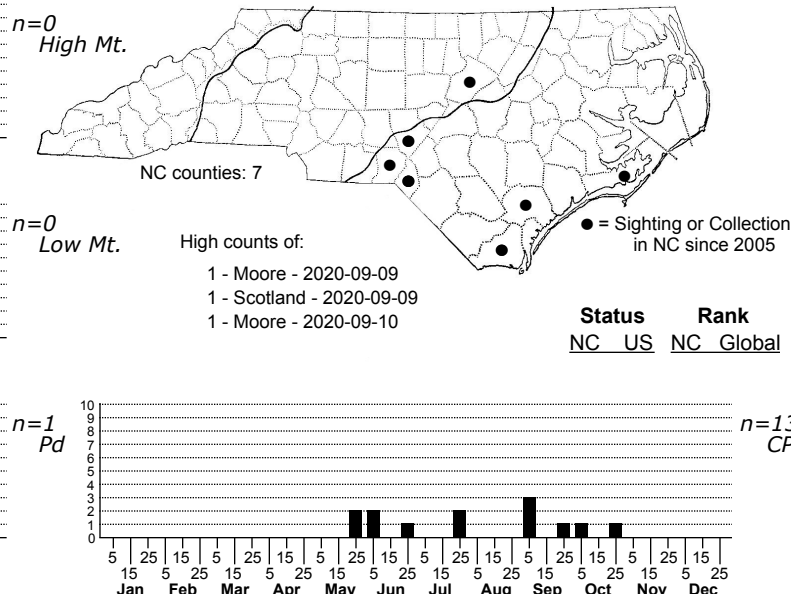 n=0
High Mt.
NC counties: 7
n=0
Low Mt.
High counts of:
1 - Moore - 2020-09-09
1 - Scotland - 2020-09-09
1 - Moore - 2020-09-10
= Sighting or Collection
in NC since 2005
Status Rank
NC US NC Global
n=1
Pd
n=13
CP
10
9
8
7
6
5
4
3
2
1
0
5 25 15 5 25 15 5 25 15 5 25 15 5 25 15 5 25 15
15 5 25 15 5 25 15 5 25 15 5 25 15 5 25 15 5 25
Jan Feb Mar Apr May Jun Jul Aug Sep Oct Nov Dec